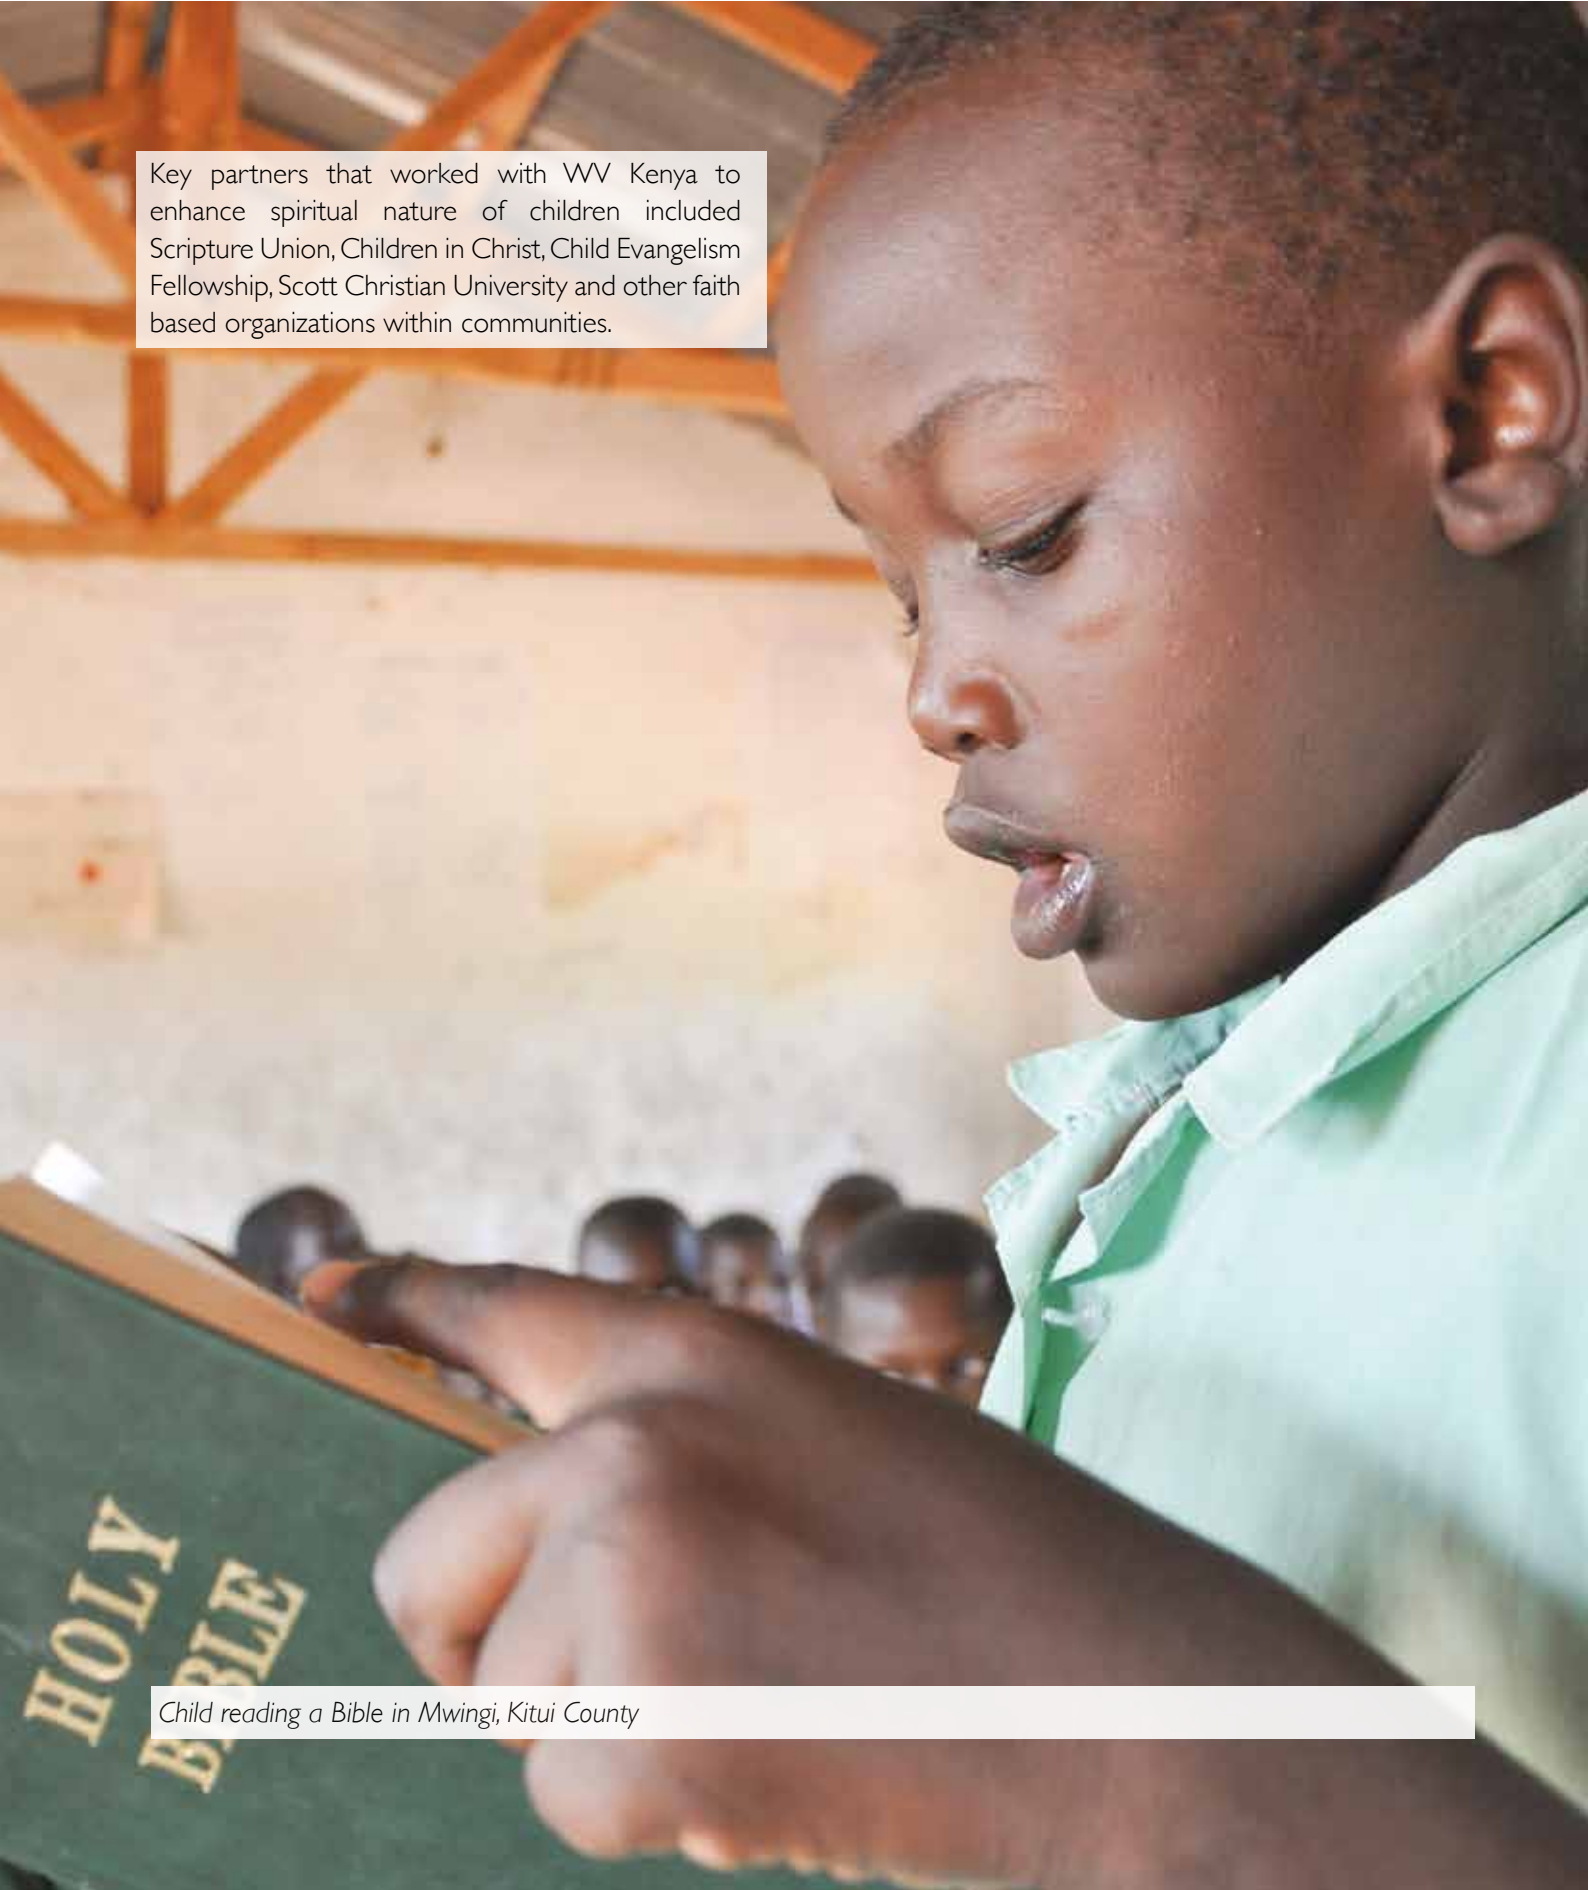 Key partners that worked with WV Kenya to
enhance spiritual nature of children included
Scripture Union, Children in Christ, Child Evangelism
Fellowship, Scott Christian University and other faith
based organizations within communities.
HOLY
BIBLE
Child reading a Bible in Mwingi, Kitui County